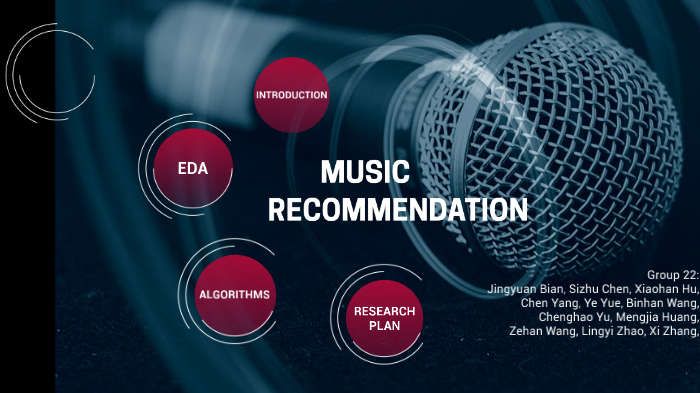 INTRODUCTION
EDA
MUSIC
RECOMMENDATION
ALGORITHMS
RESEARCH
PLAN
Group 22:
Jingyuan Bian, Sizhu Chen, Xiaohan Hu,
Chen Yang, Ye Yue, Binhan Wang,
Chenghao Yu, Mengjia Huang,
Zehan Wang, Lingyi Zhao, Xi Zhang,